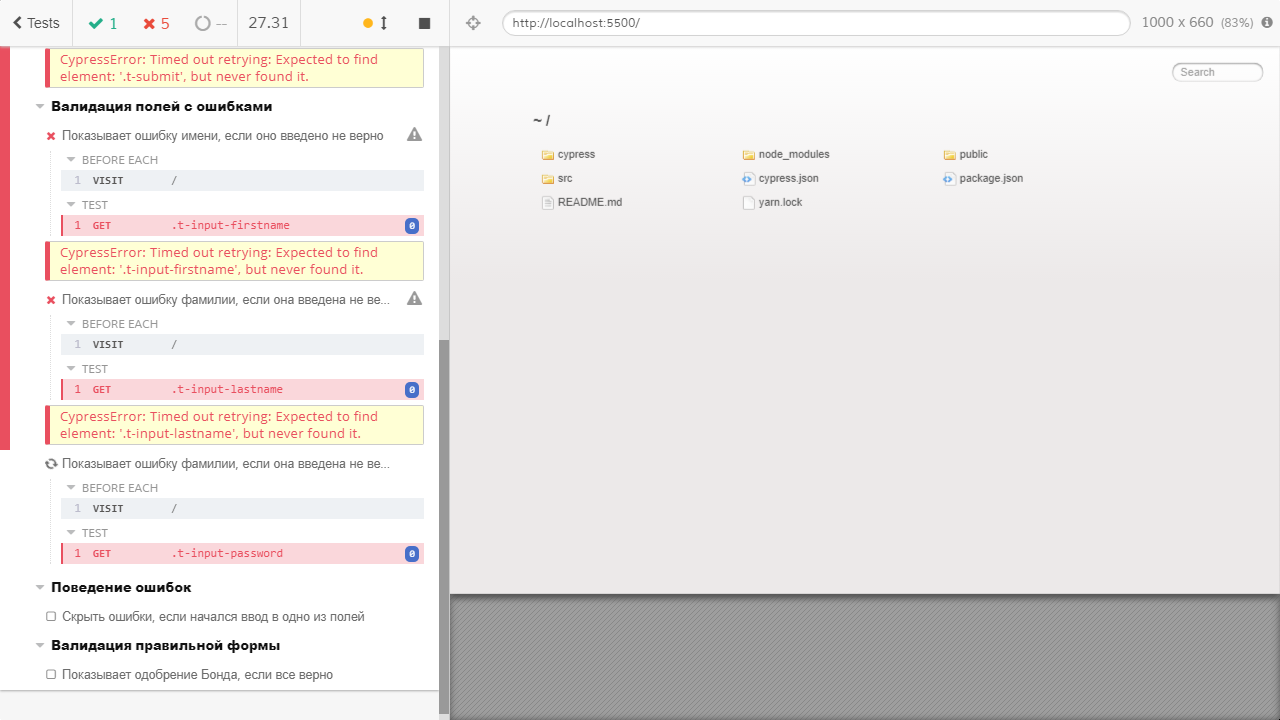 Tests
1
5
--
27.31
http://localhost:5500/
1000 x 660 (83%)
CypressError: Timed out retrying: Expected to find
element: '.t-submit', but never found it.
Валидация полей с ошибками
Показывает ошибку имени, если оно введено не верно
BEFORE EACH
1 VISIT /
TEST
1 GET .t-input-firstname 0
CypressError: Timed out retrying: Expected to find
element: '.t-input-firstname', but never found it.
Показывает ошибку фамилии, если она введена не ве...
BEFORE EACH
1 VISIT /
TEST
1 GET .t-input-lastname 0
CypressError: Timed out retrying: Expected to find
element: '.t-input-lastname', but never found it.
Показывает ошибку фамилии, если она введена не ве...
BEFORE EACH
1 VISIT /
TEST
1 GET .t-input-password 0
Поведение ошибок
Скрыть ошибки, если начался ввод в одно из полей
Валидация правильной формы
Показывает одобрение Бонда, если все верно
Search
~ /
cypress
node_modules
public
src
cypress.json
package.json
README.md
yarn.lock